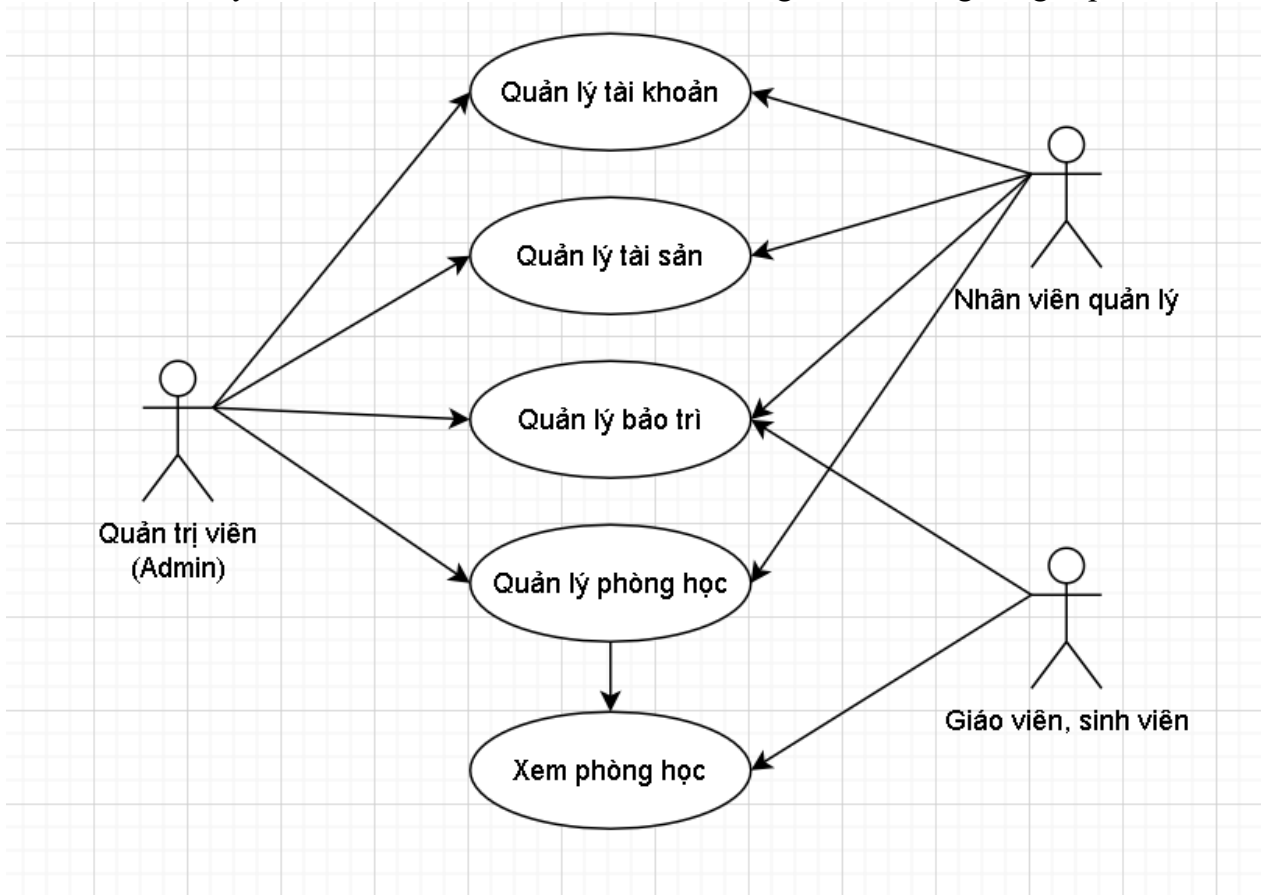 Quản lý tài khoản
Quản lý tài sản
Nhân viên quản lý
Quản lý bảo trì
Quản trị viên
(Admin)
Quản lý phòng học
Giáo viên, sinh viên
Xem phòng học